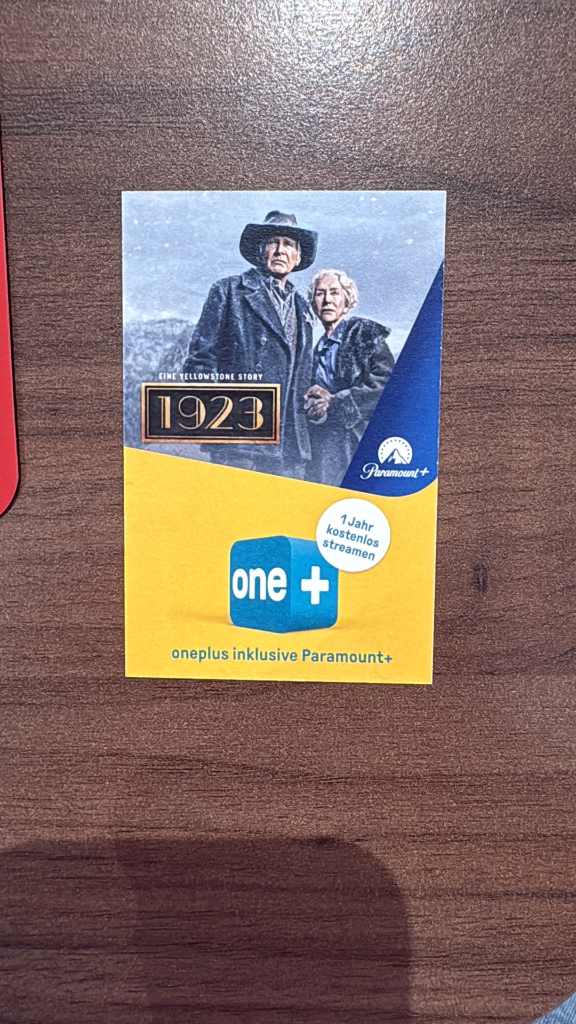 EINE YELLOWSTONE STORY
1923
Paramount+
1 Jahr
kostenlos
streamen
one +
oneplus inklusive Paramount+